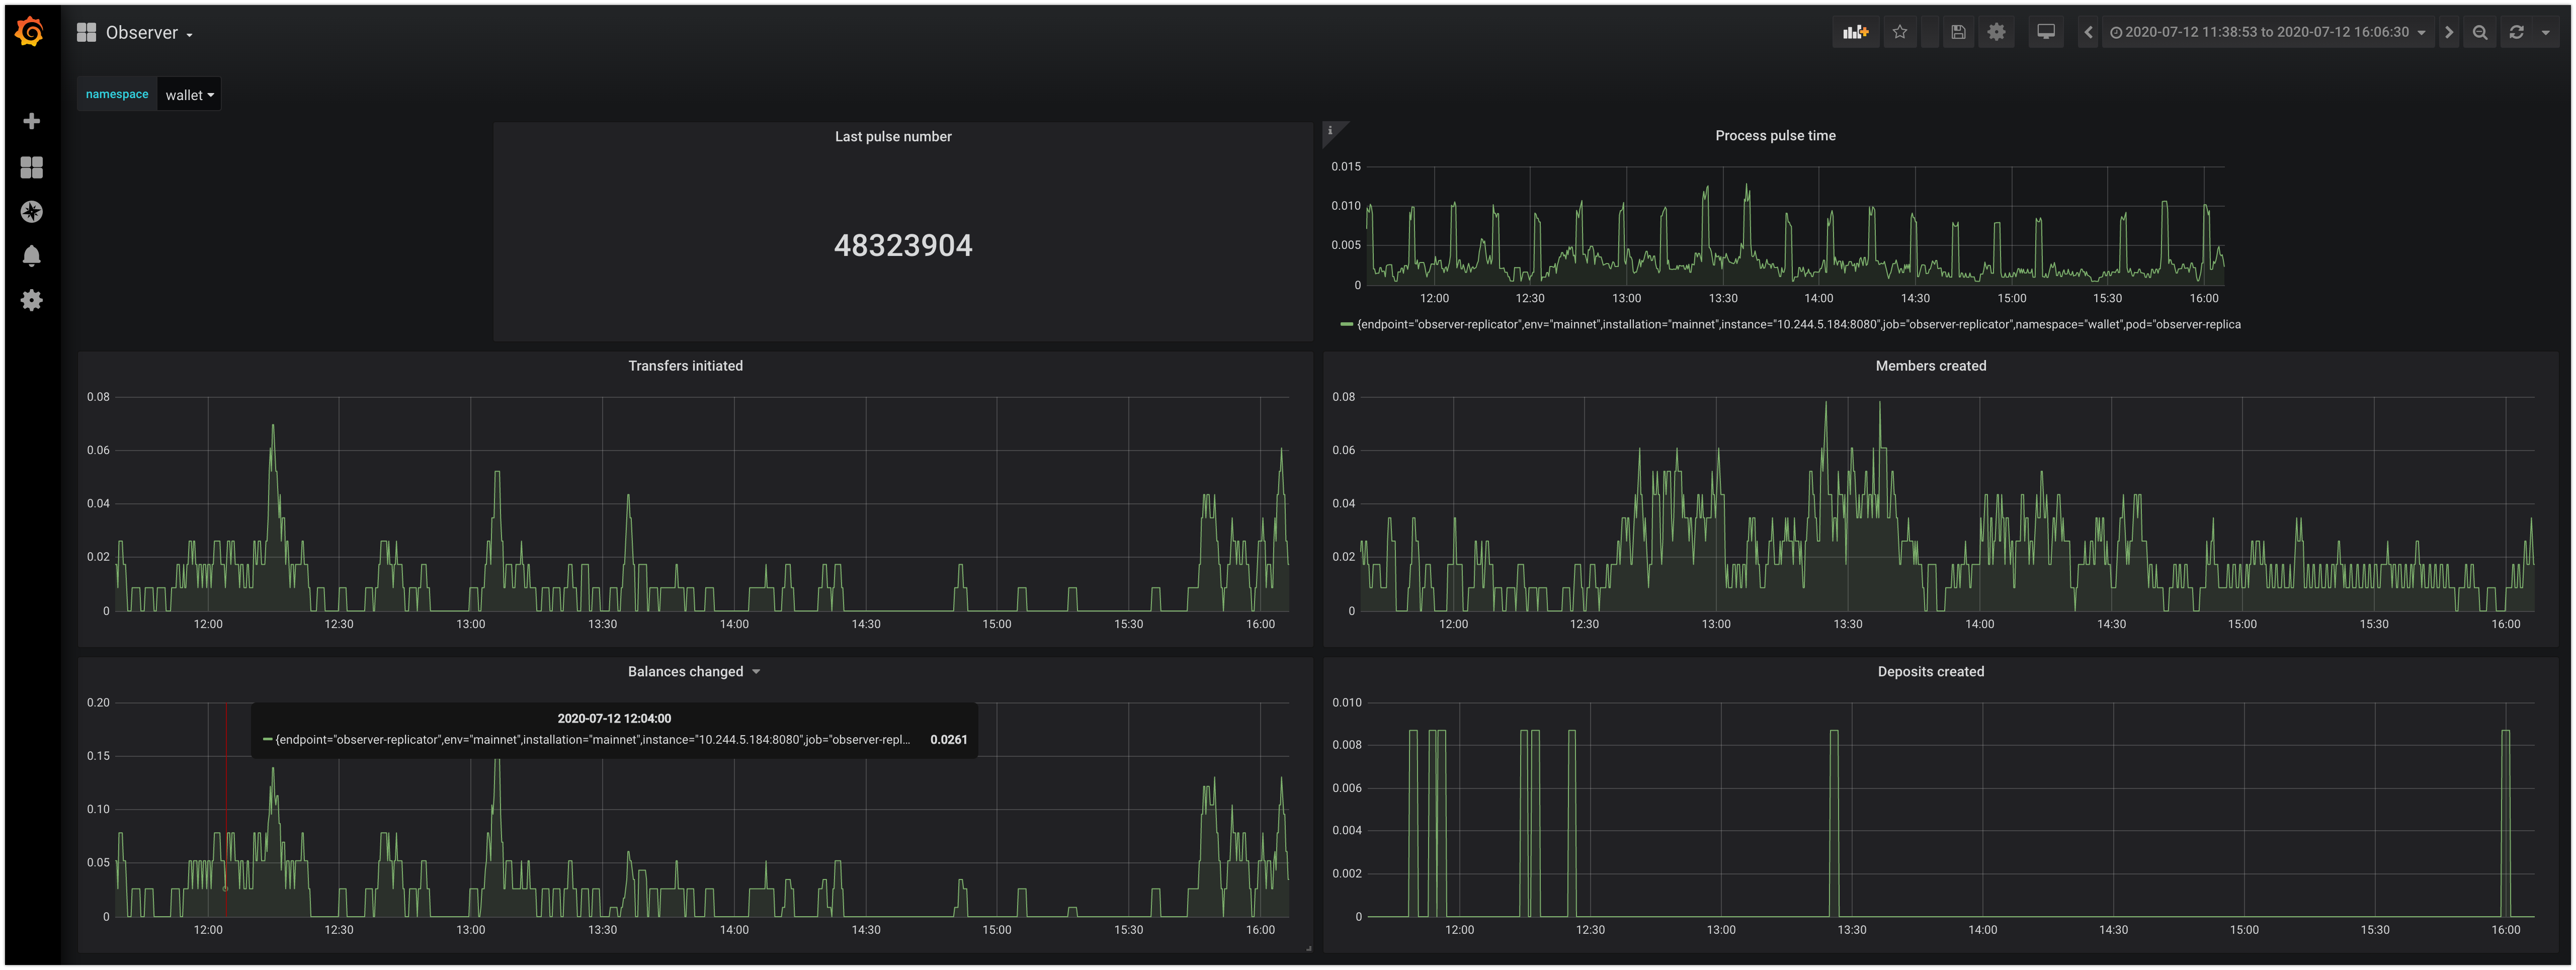 Observer
2020-07-12 11:38:53 to 2020-07-12 16:06:30
namespace wallet
Last pulse number
48323904
Process pulse time
0.015
0.010
0.005
0
12:00 12:30 13:00 13:30 14:00 14:30 15:00 15:30 16:00
{endpoint="observer-replicator",env="mainnet",installation="mainnet",instance="10.244.5.184:8080",job="observer-replicator",namespace="wallet",pod="observer-replica
Transfers initiated
0.08
0.06
0.04
0.02
0
12:00 12:30 13:00 13:30 14:00 14:30 15:00 15:30 16:00
Members created
0.08
0.06
0.04
0.02
0
12:00 12:30 13:00 13:30 14:00 14:30 15:00 15:30 16:00
Balances changed
0.20
0.15
0.10
0.05
0
2020-07-12 12:04:00
{endpoint="observer-replicator",env="mainnet",installation="mainnet",instance="10.244.5.184:8080",job="observer-repl... 0.0261
12:00 12:30 13:00 13:30 14:00 14:30 15:00 15:30 16:00
Deposits created
0.010
0.008
0.006
0.004
0.002
0
12:00 12:30 13:00 13:30 14:00 14:30 15:00 15:30 16:00